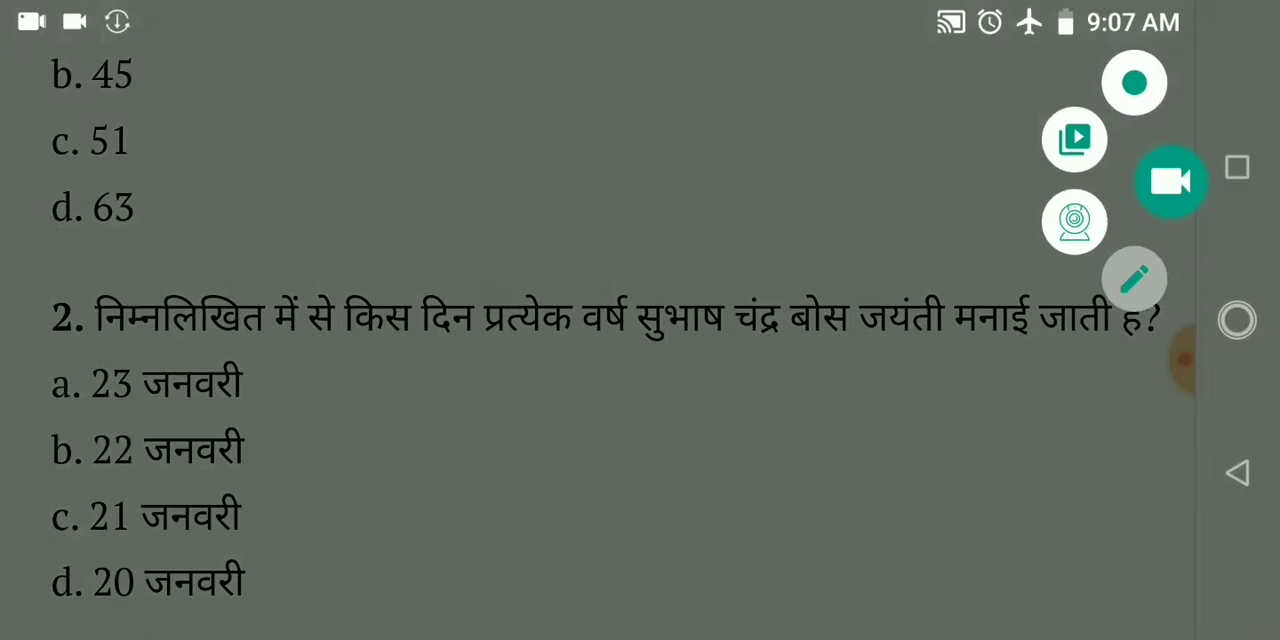 9:07 AM
b. 45
c. 51
d. 63
2. निम्नलिखित में से किस दिन प्रत्येक वर्ष सुभाष चंद्र बोस जयंती मनाई जाती है?
a. 23 जनवरी
b. 22 जनवरी
c. 21 जनवरी
d. 20 जनवरी